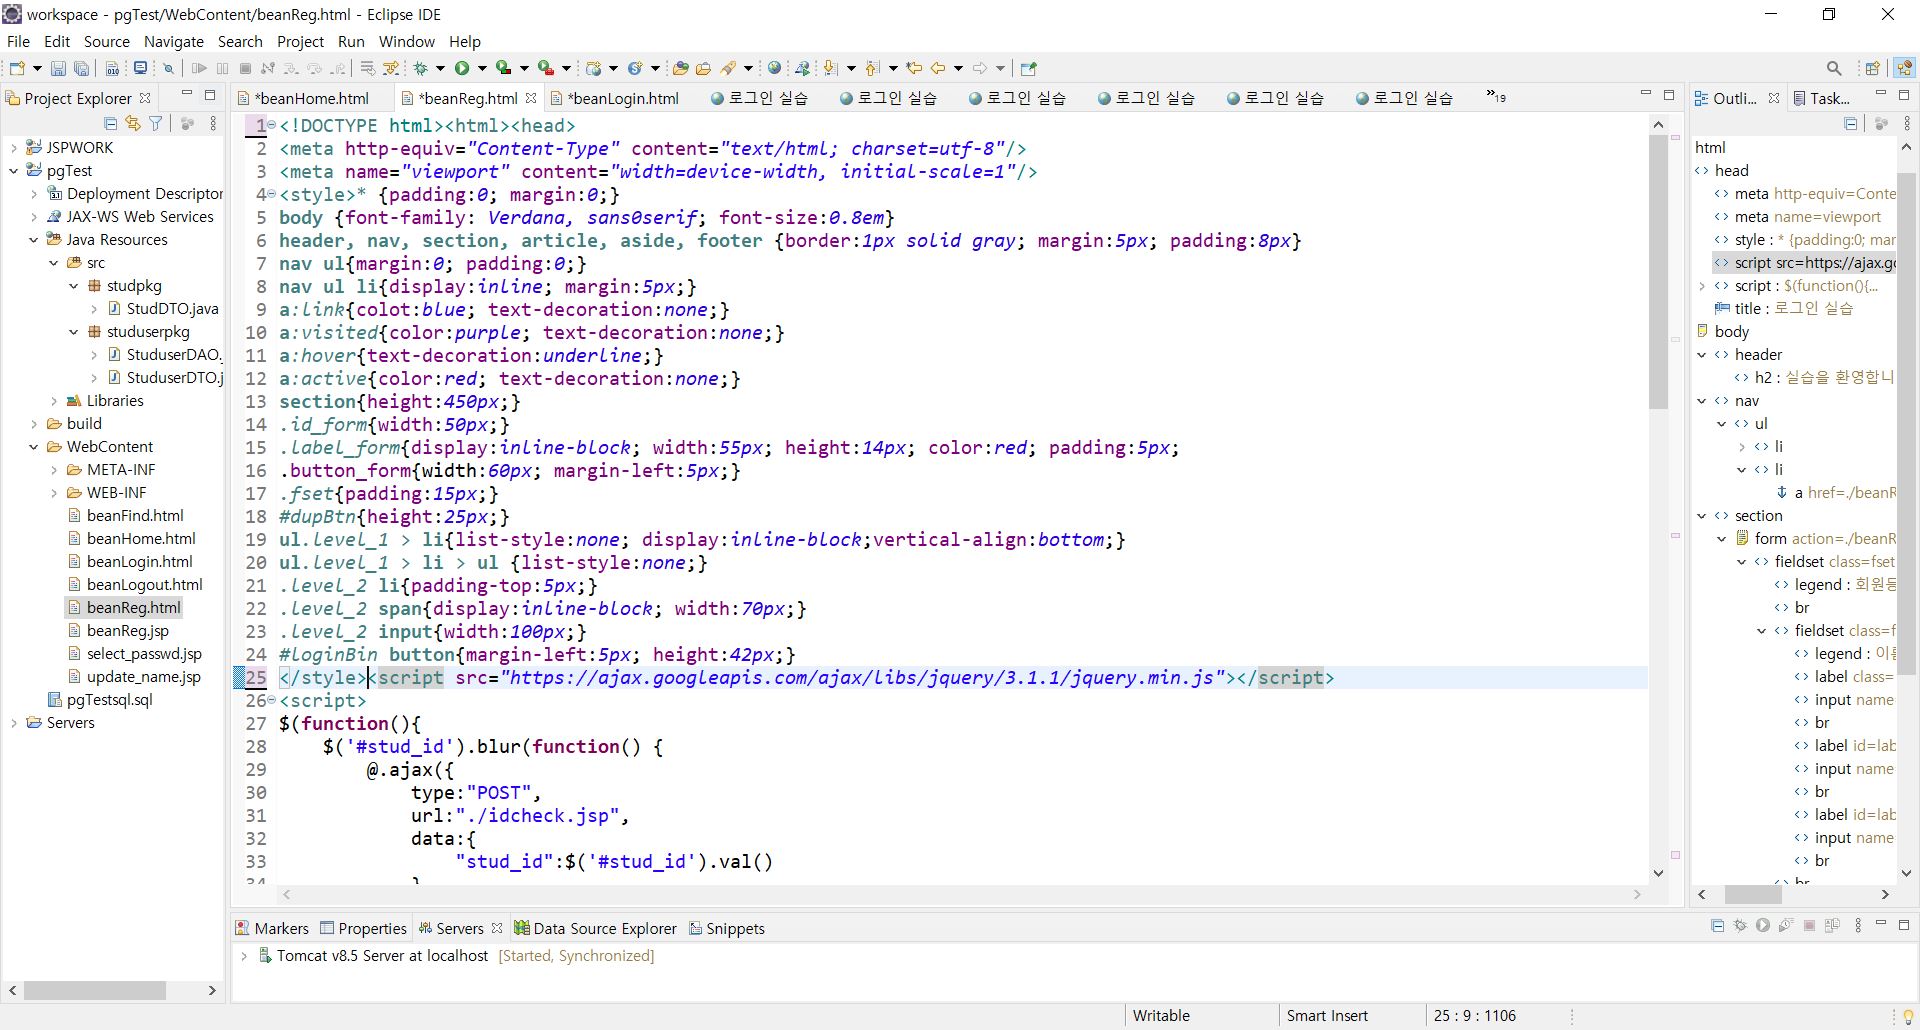 workspace - pgTest/WebContent/beanReg.html - Eclipse IDE
File Edit Source Navigate Search Project Run Window Help
Project Explorer
JSPWORK
pgTest
Deployment Descriptor
JAX-WS Web Services
Java Resources
src
studpkg
StudDTO.java
studuserpkg
StuduserDAO.
StuduserDTO.j
Libraries
build
WebContent
META-INF
WEB-INF
beanFind.html
beanHome.html
beanLogin.html
beanLogout.html
beanReg.html
beanReg.jsp
select_passwd.jsp
update_name.jsp
pgTestsql.sql
Servers
*beanHome.html *beanReg.html *beanLogin.html 로그인 실습 로그인 실습 로그인 실습 로그인 실습 로그인 실습 로그인 실습 »19
1 <!DOCTYPE html><html><head>
2 <meta http-equiv="Content-Type" content="text/html; charset=utf-8"/>
3 <meta name="viewport" content="width=device-width, initial-scale=1"/>
4 <style>* {padding:0; margin:0;}
5 body {font-family: Verdana, sans0serif; font-size:0.8em}
6 header, nav, section, article, aside, footer {border:1px solid gray; margin:5px; padding:8px}
7 nav ul{margin:0; padding:0;}
8 nav ul li{display:inline; margin:5px;}
9 a:link{colot:blue; text-decoration:none;}
10 a:visited{color:purple; text-decoration:none;}
11 a:hover{text-decoration:underline;}
12 a:active{color:red; text-decoration:none;}
13 section{height:450px;}
14 .id_form{width:50px;}
15 .label_form{display:inline-block; width:55px; height:14px; color:red; padding:5px;
16 .button_form{width:60px; margin-left:5px;}
17 .fset{padding:15px;}
18 #dupBtn{height:25px;}
19 ul.level_1 > li{list-style:none; display:inline-block;vertical-align:bottom;}
20 ul.level_1 > li > ul {list-style:none;}
21 .level_2 li{padding-top:5px;}
22 .level_2 span{display:inline-block; width:70px;}
23 .level_2 input{width:100px;}
24 #loginBin button{margin-left:5px; height:42px;}
25 </style><script src="https://ajax.googleapis.com/ajax/libs/jquery/3.1.1/jquery.min.js"></script>
26 <script>
27 $(function(){
28 $('#stud_id').blur(function() {
29 @.ajax({
30 type:"POST",
31 url:"./idcheck.jsp",
32 data:{
33 "stud_id":$('#stud_id').val()
34 }
Outli... Task...
html
head
meta http-equiv=Conte
meta name=viewport
style : * {padding:0; mar
script src=https://ajax.go
script : $(function(){...
title : 로그인 실습
body
header
h2 : 실습을 환영합니
nav
ul
li
li
a href=./beanR
section
form action=./beanR
fieldset class=fset
legend : 회원등
br
fieldset class=f
legend : 이름
label class=
input name
br
label id=lab
input name
br
label id=lab
input name
br
br
Markers Properties Servers Data Source Explorer Snippets
Tomcat v8.5 Server at localhost [Started, Synchronized]
Writable Smart Insert 25 : 9 : 1106